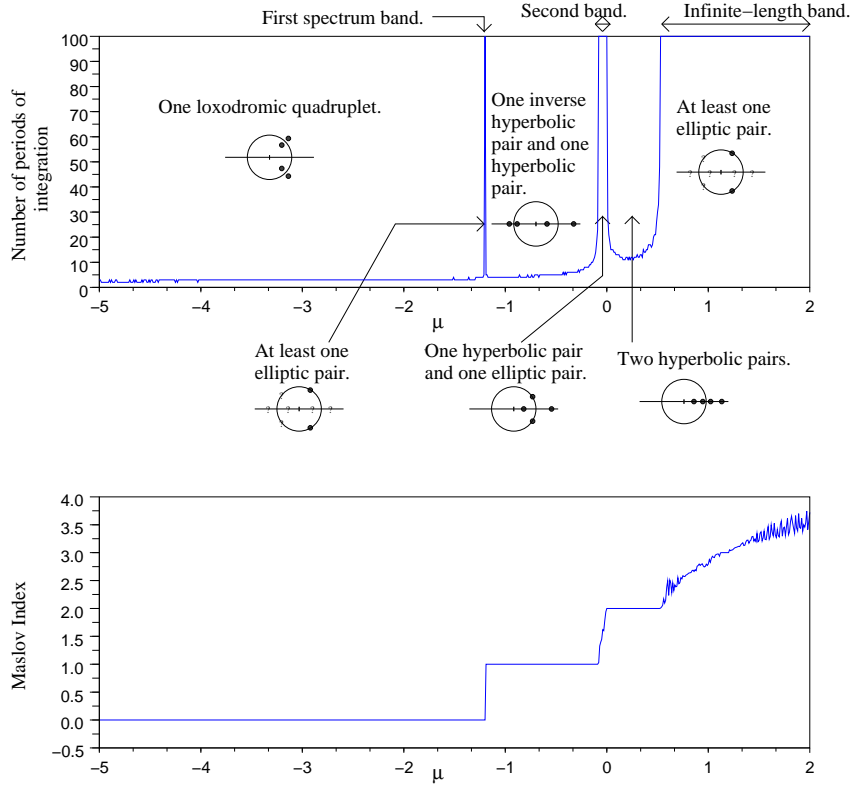 First spectrum band.
Second band.
Infinite−length band.
Number of periods of
integration
100
90
80
70
60
50
40
30
20
10
0
One loxodromic quadruplet.
One inverse
hyperbolic
pair and one
hyperbolic
pair.
At least one
elliptic pair.
? ? ? ? ? ?
−5 −4 −3 −2 −1 0 1 2
μ
At least one
elliptic pair.
? ? ? ? ? ?
One hyperbolic pair
and one elliptic pair.
Two hyperbolic pairs.
Maslov Index
4.0
3.5
3.0
2.5
2.0
1.5
1.0
0.5
0.0
−0.5
−5 −4 −3 −2 −1 0 1 2
μ